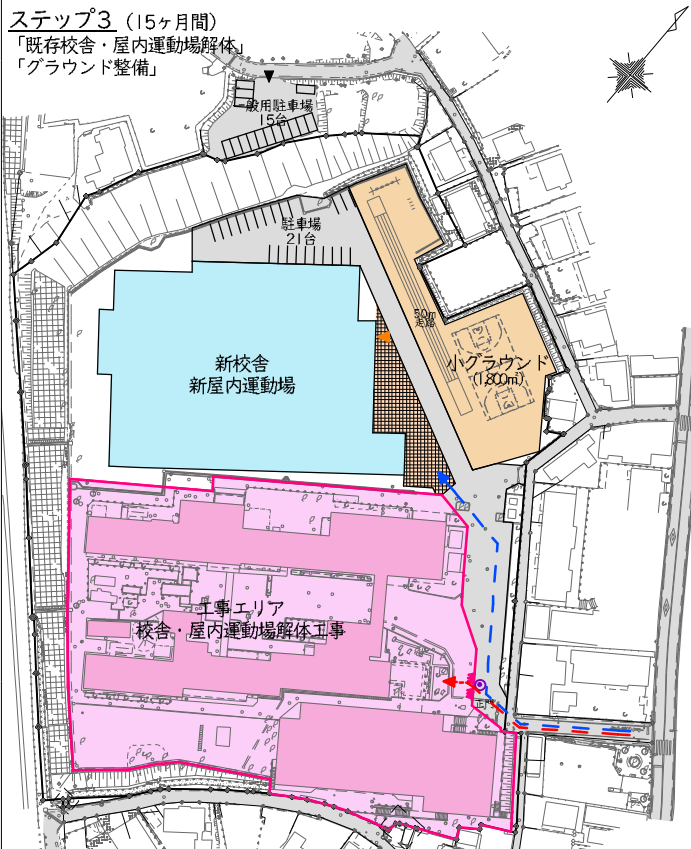 ステップ3(15ヶ月間)
「既存校舎・屋内運動場解体」
「グラウンド整備」
一般用駐車場
15台
駐車場
21台
50m
走路
小グラウンド
(1,800㎡)
新校舎
新屋内運動場
工事エリア
校舎・屋内運動場解体工事
正門